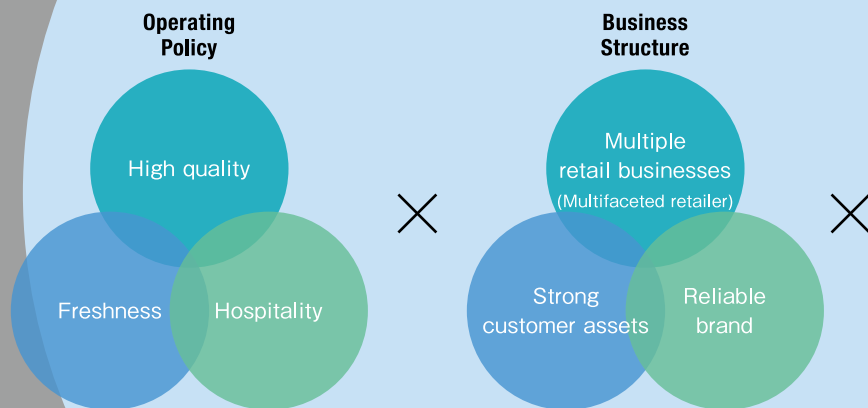 Operating
Policy
High quality
Freshness
Hospitality
Business
Structure
Multiple
retail businesses
(Multifaceted retailer)
Strong
customer assets
Reliable
brand